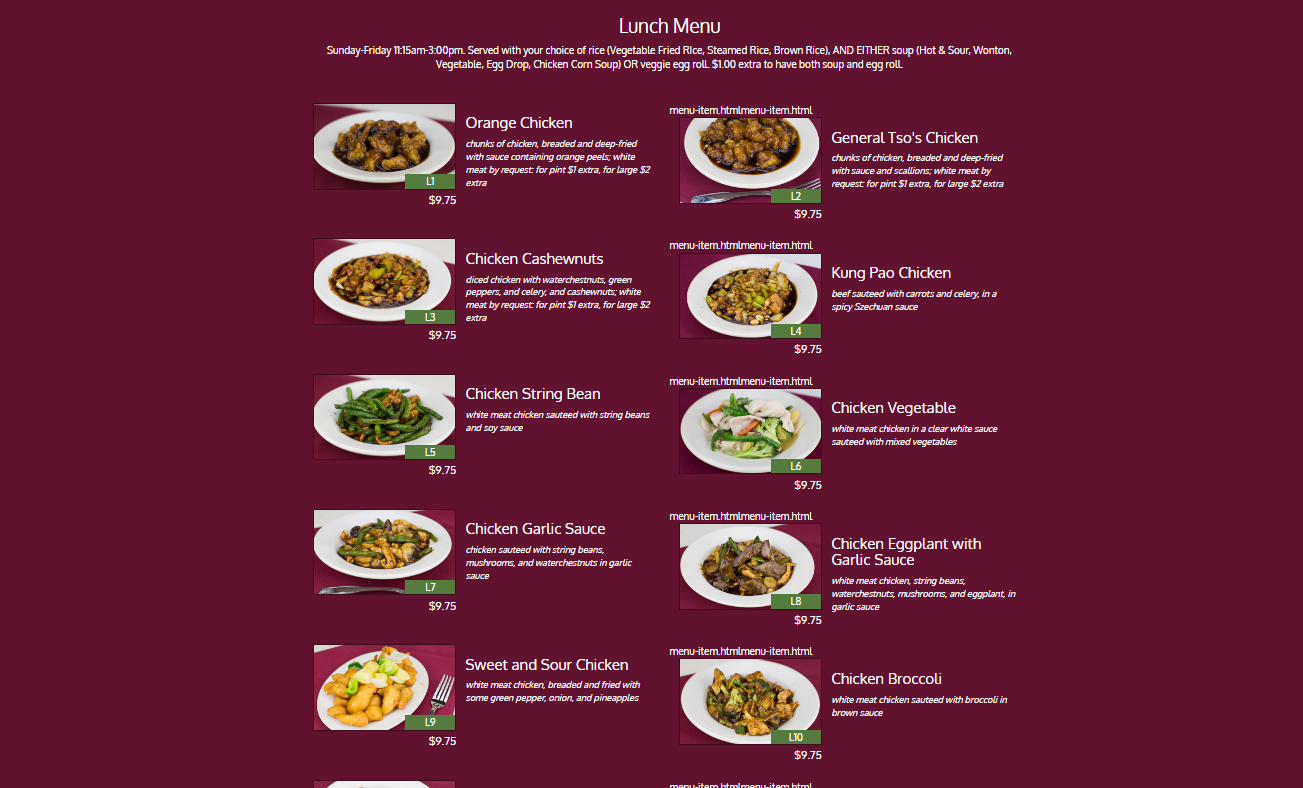 Lunch Menu
Sunday-Friday 11:15am-3:00pm. Served with your choice of rice (Vegetable Fried RIce, Steamed Rice, Brown Rice), AND EITHER soup (Hot & Sour, Wonton,
Vegetable, Egg Drop, Chicken Corn Soup) OR veggie egg roll. $1.00 extra to have both soup and egg roll.
Orange Chicken
chunks of chicken, breaded and deep-fried
with sauce containing orange peels; white
meat by request: for pint $1 extra, for large $2
extra
L1
$9.75
menu-item.htmlmenu-item.html
General Tso's Chicken
chunks of chicken, breaded and deep-fried
with sauce and scallions; white meat by
request: for pint $1 extra, for large $2 extra
L2
$9.75
Chicken Cashewnuts
diced chicken with waterchestnuts, green
peppers, and celery, and cashewnuts; white
meat by request: for pint $1 extra, for large $2
extra
L3
$9.75
menu-item.htmlmenu-item.html
Kung Pao Chicken
beef sauteed with carrots and celery, in a
spicy Szechuan sauce
L4
$9.75
Chicken String Bean
white meat chicken sauteed with string beans
and soy sauce
L5
$9.75
menu-item.htmlmenu-item.html
Chicken Vegetable
white meat chicken in a clear white sauce
sauteed with mixed vegetables
L6
$9.75
Chicken Garlic Sauce
chicken sauteed with string beans,
mushrooms, and waterchestnuts in garlic
sauce
L7
$9.75
menu-item.htmlmenu-item.html
Chicken Eggplant with
Garlic Sauce
white meat chicken, string beans,
waterchestnuts, mushrooms, and eggplant, in
garlic sauce
L8
$9.75
Sweet and Sour Chicken
white meat chicken, breaded and fried with
some green pepper, onion, and pineapples
L9
$9.75
menu-item.htmlmenu-item.html
Chicken Broccoli
white meat chicken sauteed with broccoli in
brown sauce
L10
$9.75
menu-item.htmlmenu-item.html